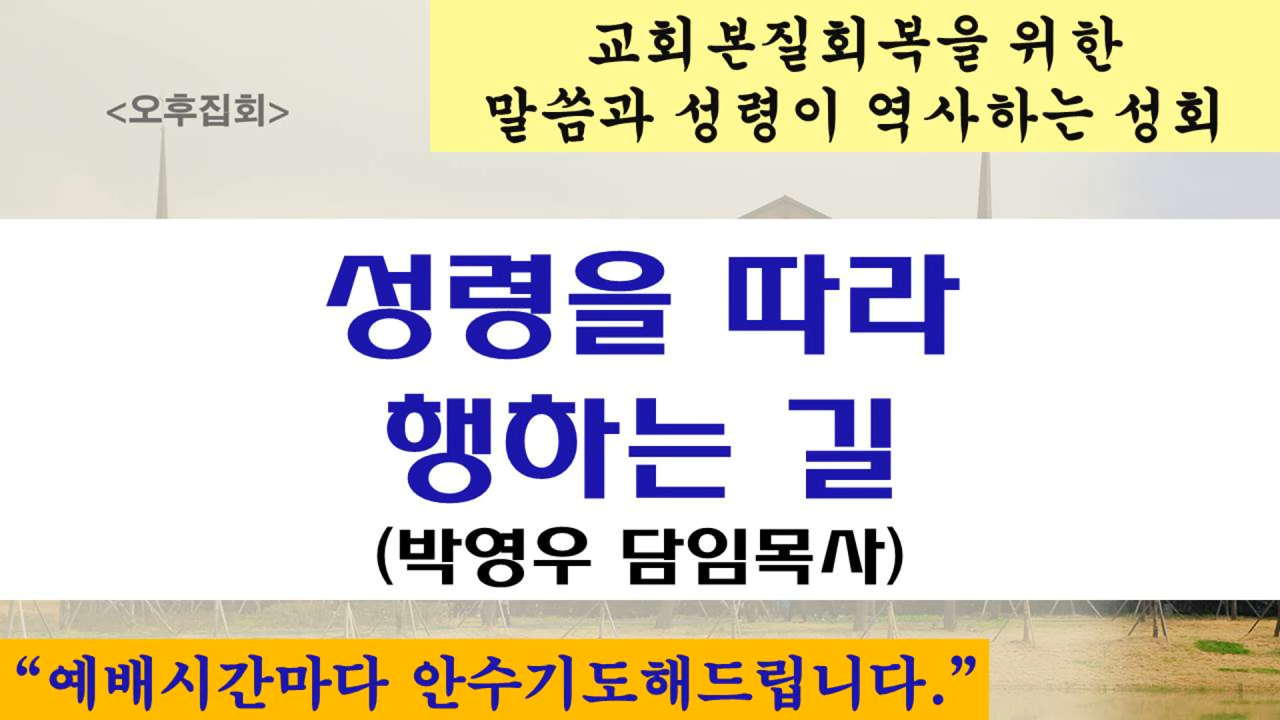 <오후집회>
교회본질회복을 위한
말씀과 성령이 역사하는 성회
성령을 따라
행하는 길
(박영우 담임목사)
“예배시간마다 안수기도해드립니다.”